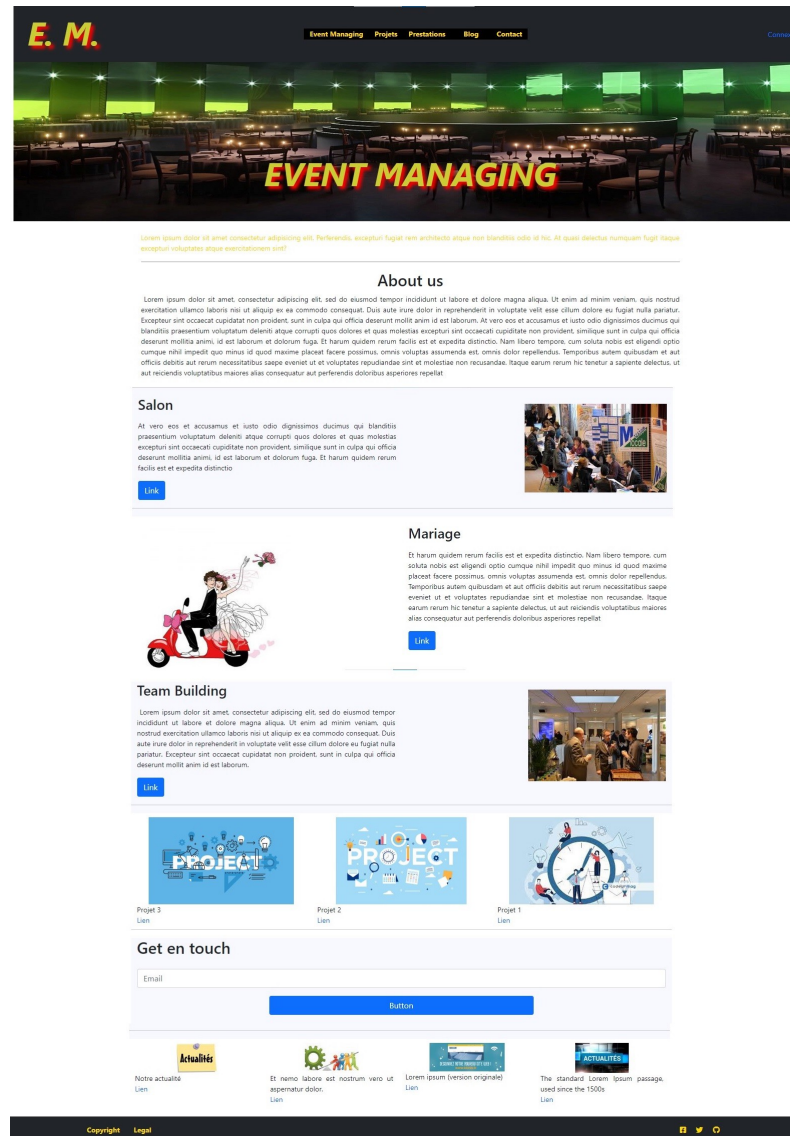 E. M.
Event Managing Projets Prestations Blog Contact
EVENT MANAGING
Lorem ipsum dolor sit amet consectetur adipisicing elit. Perferendis, excepturi fugiat rem architecto atque non blanditiis odio id hic. At quasi delectus numquam fugit itaque
excepturi voluptates atque exercitationem sint?
About us
Lorem ipsum dolor sit amet, consectetur adipiscing elit, sed do eiusmod tempor incididunt ut labore et dolore magna aliqua. Ut enim ad minim veniam, quis nostrud
exercitation ullamco laboris nisi ut aliquip ex ea commodo consequat. Duis aute irure dolor in reprehenderit in voluptate velit esse cillum dolore eu fugiat nulla pariatur.
Excepteur sint occaecat cupidatat non proident, sunt in culpa qui officia deserunt mollit anim id est laborum. At vero eos et accusamus et iusto odio dignissimos ducimus qui
blanditiis praesentium voluptatum deleniti atque corrupti quos dolores et quas molestias excepturi sint occaecati cupiditate non provident, similique sunt in culpa qui officia
deserunt mollitia animi, id est laborum et dolorum fuga. Et harum quidem rerum facilis est et expedita distinctio. Nam libero tempore, cum soluta nobis est eligendi optio
cumque nihil impedit quo minus id quod maxime placeat facere possimus, omnis voluptas assumenda est, omnis dolor repellendus. Temporibus autem quibusdam et aut
officiis debitis aut rerum necessitatibus saepe eveniet ut et voluptates repudiandae sint et molestiae non recusandae. Itaque earum rerum hic tenetur a sapiente delectus, ut
aut reiciendis voluptatibus maiores alias consequatur aut perferendis doloribus asperiores repellat
Salon
At vero eos et accusamus et iusto odio dignissimos ducimus qui blanditiis
praesentium voluptatum deleniti atque corrupti quos dolores et quas molestias
excepturi sint occaecati cupiditate non provident, similique sunt in culpa qui officia
deserunt mollitia animi, id est laborum et dolorum fuga. Et harum quidem rerum
facilis est et expedita distinctio
Link
Mariage
Et harum quidem rerum facilis est et expedita distinctio. Nam libero tempore, cum
soluta nobis est eligendi optio cumque nihil impedit quo minus id quod maxime
placeat facere possimus, omnis voluptas assumenda est, omnis dolor repellendus.
Temporibus autem quibusdam et aut officiis debitis aut rerum necessitatibus saepe
eveniet ut et voluptates repudiandae sint et molestiae non recusandae. Itaque
earum rerum hic tenetur a sapiente delectus, ut aut reiciendis voluptatibus maiores
alias consequatur aut perferendis doloribus asperiores repellat
Link
Team Building
Lorem ipsum dolor sit amet, consectetur adipiscing elit, sed do eiusmod tempor
incididunt ut labore et dolore magna aliqua. Ut enim ad minim veniam, quis
nostrud exercitation ullamco laboris nisi ut aliquip ex ea commodo consequat. Duis
aute irure dolor in reprehenderit in voluptate velit esse cillum dolore eu fugiat nulla
pariatur. Excepteur sint occaecat cupidatat non proident, sunt in culpa qui officia
deserunt mollit anim id est laborum.
Link
PROJECT PROJECT
Projet 3 Projet 2 Projet 1
Lien Lien Lien
Get en touch
Email
Button
Actualités ACTUALITÉS
Notre actualité
Lien
Et nemo labore est nostrum vero ut
aspernatur dolor.
Lien
Lorem ipsum (version originale)
Lien
The standard Lorem Ipsum passage,
used since the 1500s
Lien
Copyright Legal